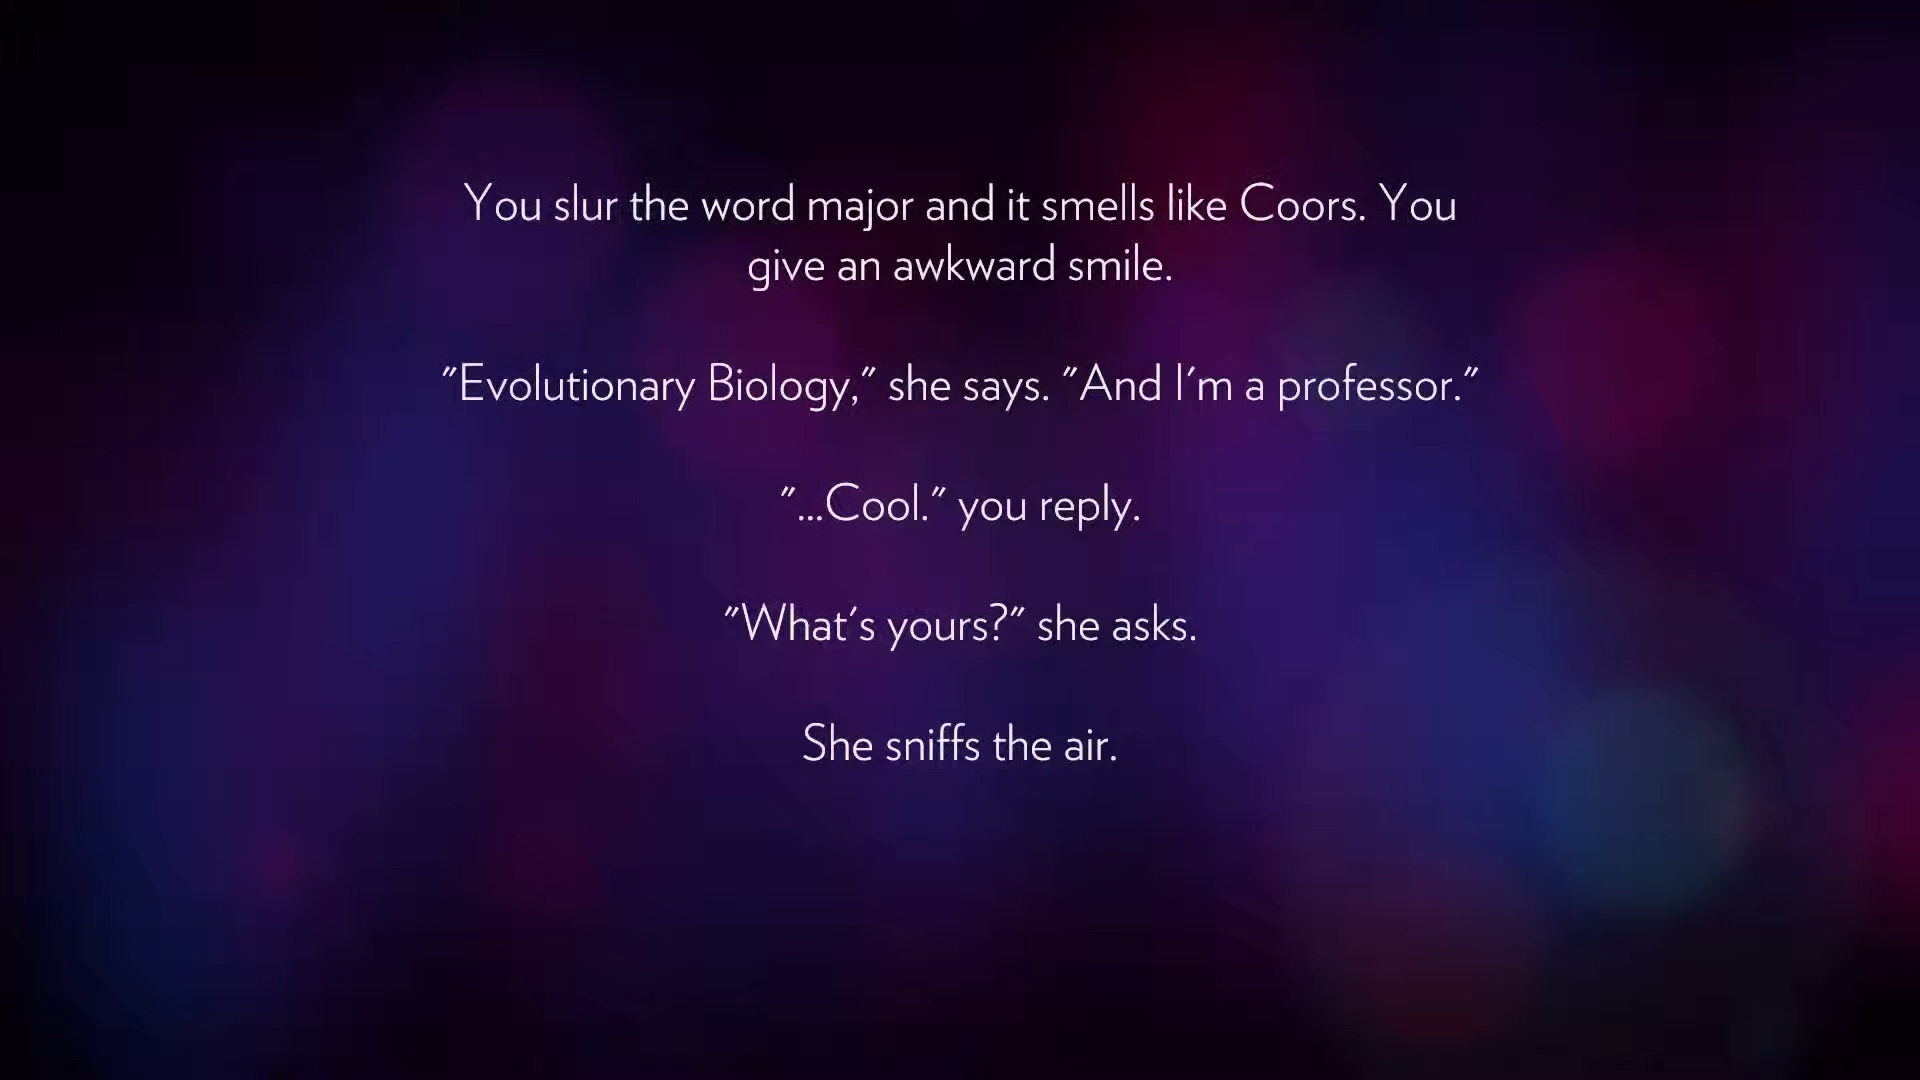 You slur the word major and it smells like Coors. You
give an awkward smile.
"Evolutionary Biology," she says. "And I'm a professor."
"...Cool." you reply.
"What's yours?" she asks.
She sniffs the air.